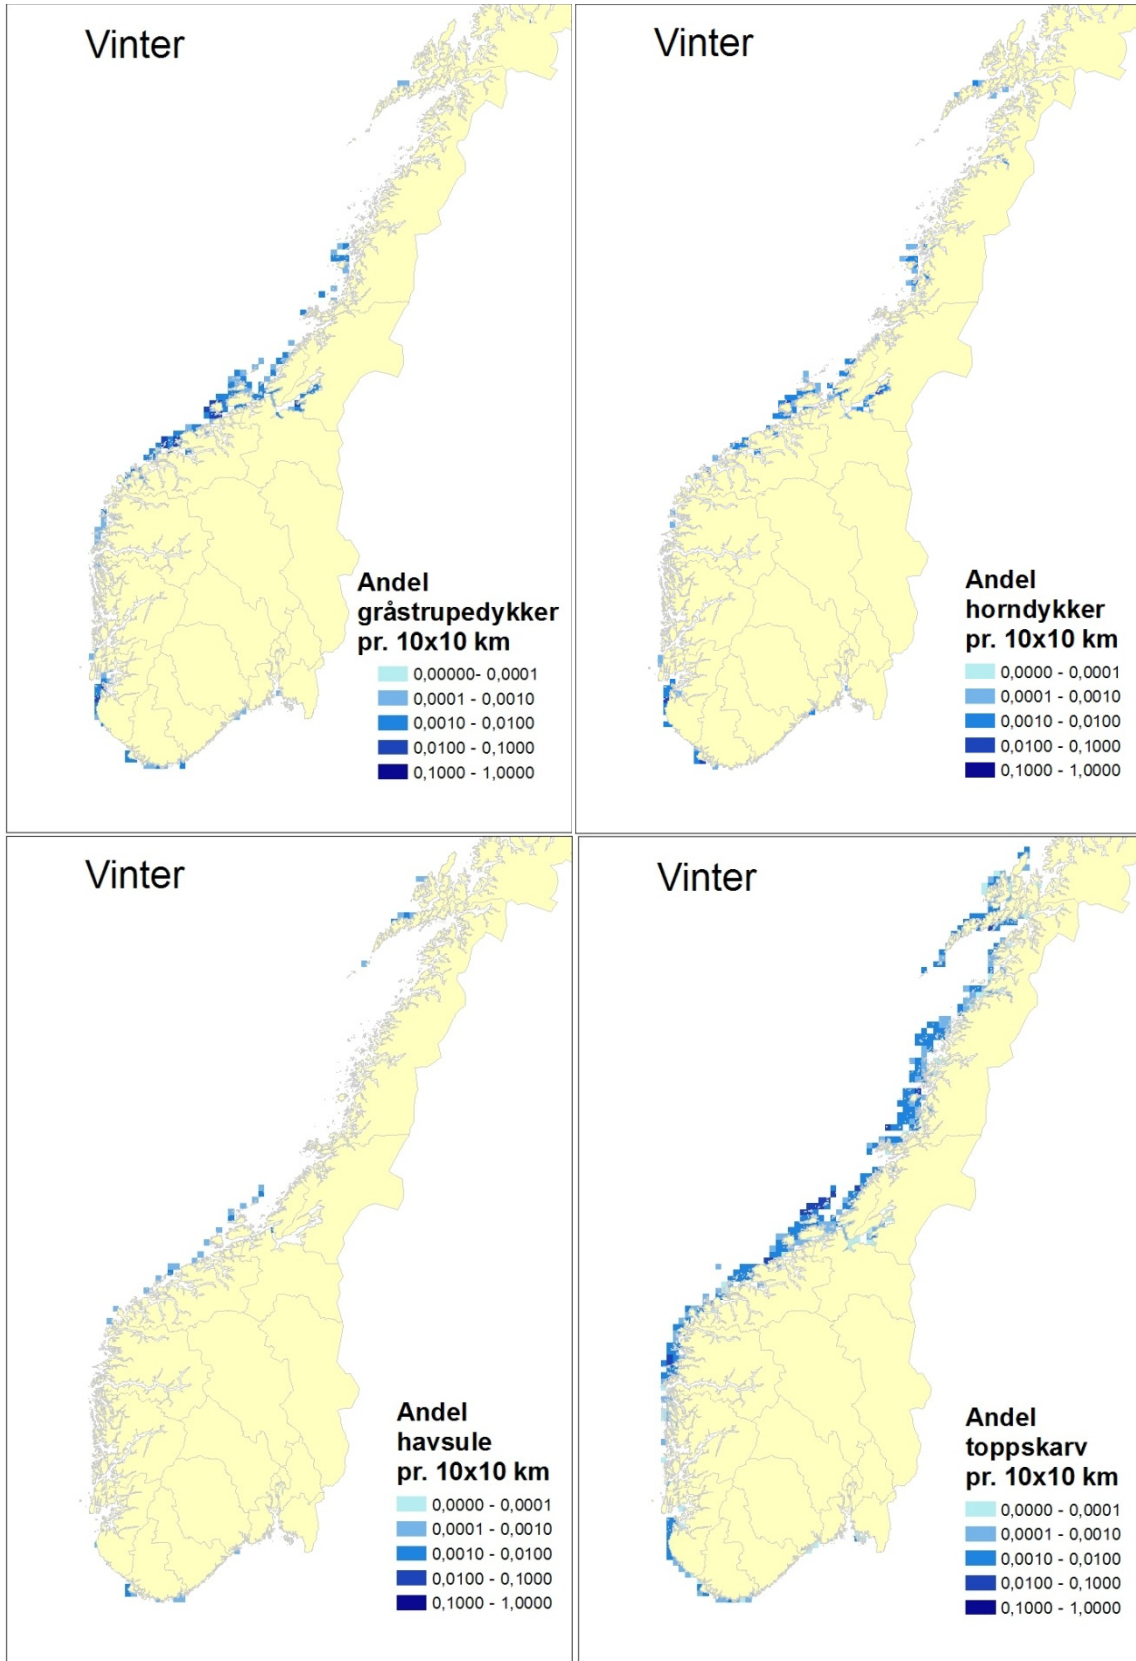 Vinter
Andel
gråstrupedykker
pr. 10x10 km
0,00000- 0,0001
0,0001 - 0,0010
0,0010 - 0,0100
0,0100 - 0,1000
0,1000 - 1,0000
Vinter
Andel
horndykker
pr. 10x10 km
0,0000 - 0,0001
0,0001 - 0,0010
0,0010 - 0,0100
0,0100 - 0,1000
0,1000 - 1,0000
Vinter
Andel
havsule
pr. 10x10 km
0,0000 - 0,0001
0,0001 - 0,0010
0,0010 - 0,0100
0,0100 - 0,1000
0,1000 - 1,0000
Vinter
Andel
toppskarv
pr. 10x10 km
0,0000 - 0,0001
0,0001 - 0,0010
0,0010 - 0,0100
0,0100 - 0,1000
0,1000 - 1,0000